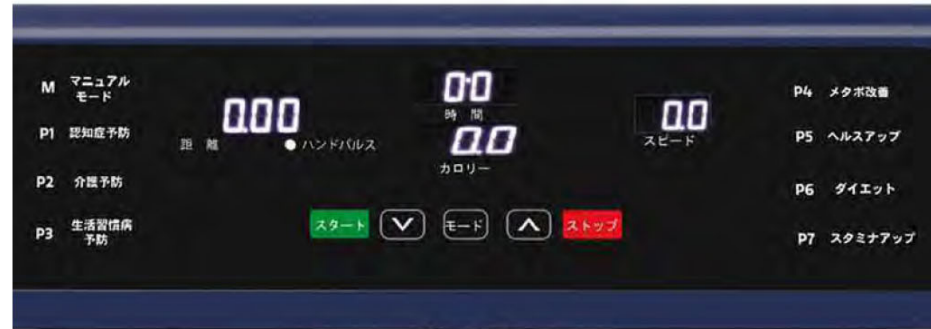 M マニュアル
モード
P1 認知症予防
P2 介護予防
P3 生活習慣病
予防
0.00
距離
ハンドパルス
0:0
時間
0.0
カロリー
0.0
スピード
スタート
モード
ストップ
P4 メタボ改善
P5 ヘルスアップ
P6 ダイエット
P7 スタミナアップ